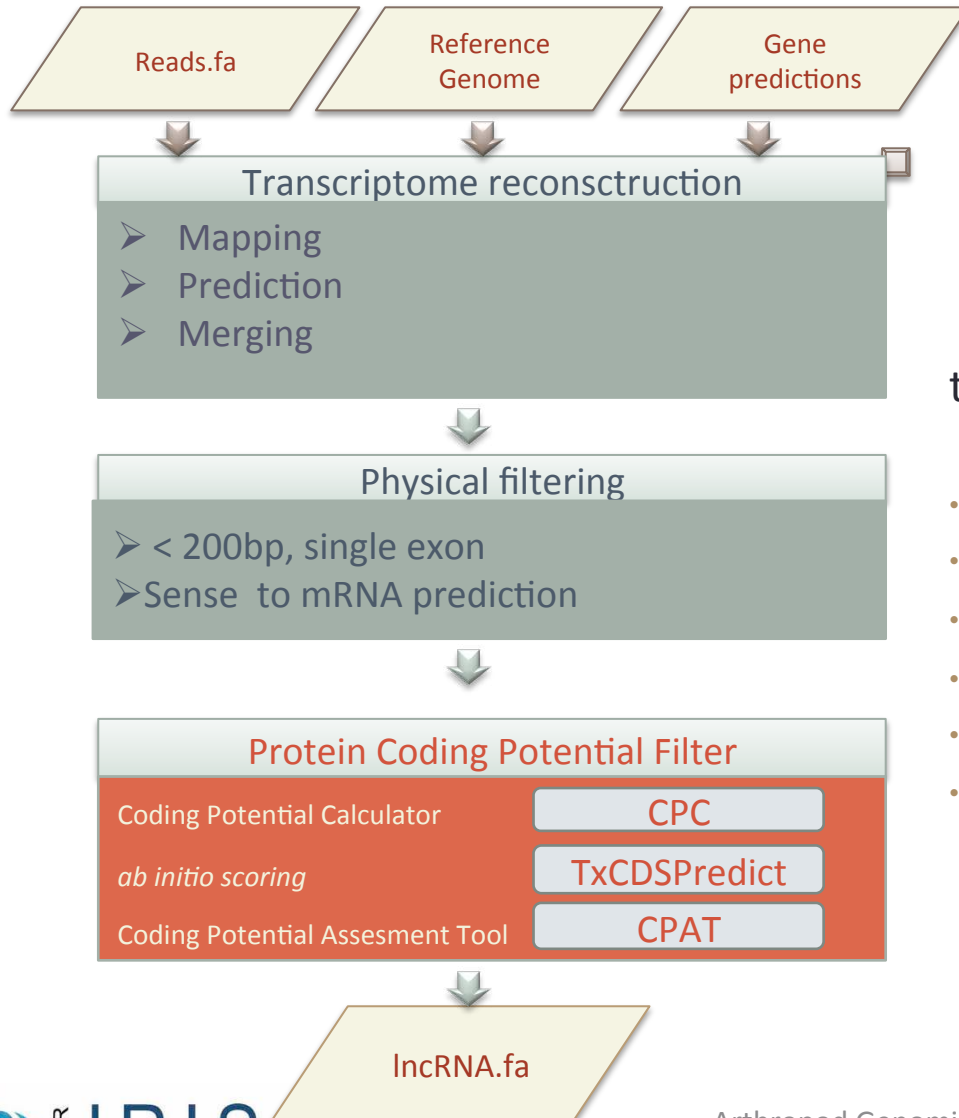 Reads.fa
Reference
Genome
Gene
predictions
Transcriptome reconsctruction
➢ Mapping
➢ Prediction
➢ Merging
Physical filtering
➢ < 200bp, single exon
➢Sense to mRNA prediction
Protein Coding Potential Filter
Coding Potential Calculator
CPC
ab initio scoring
TxCDSPredict
Coding Potential Assesment Tool
CPAT
lncRNA.fa